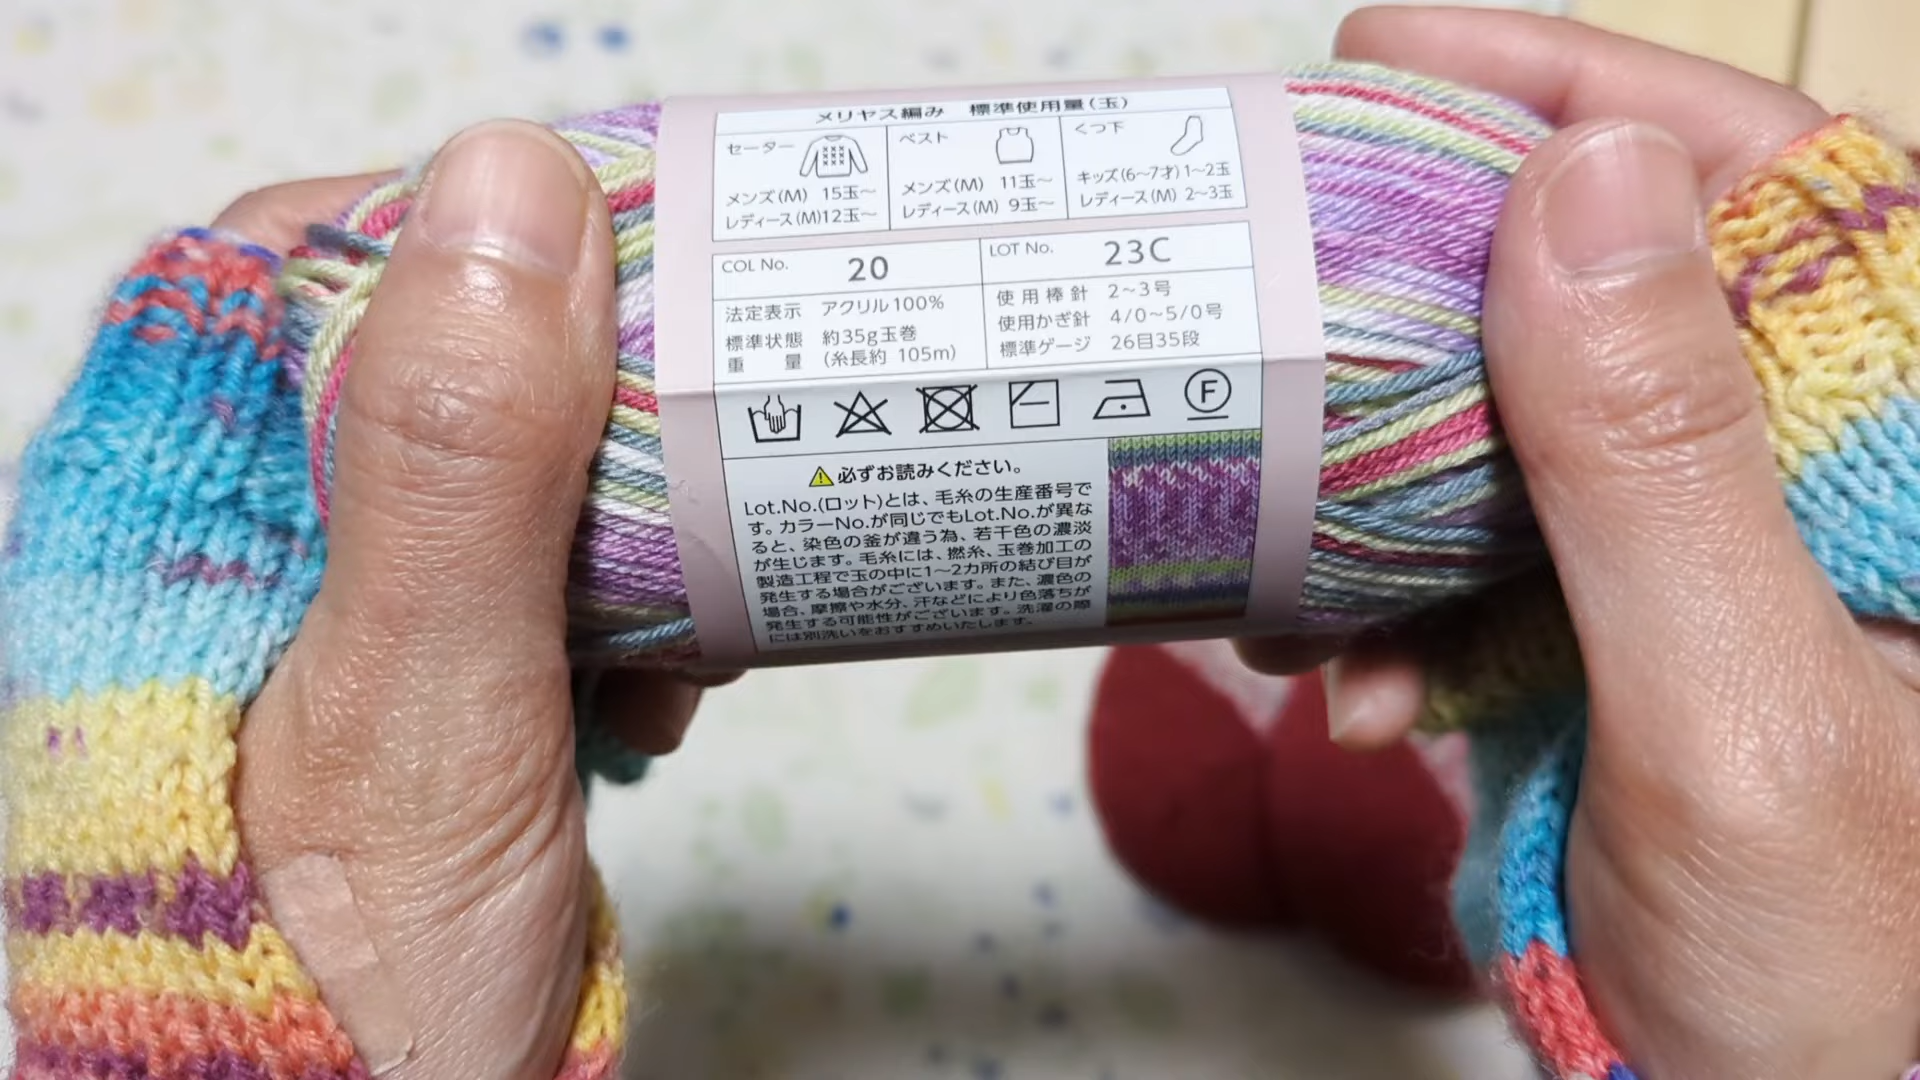 メリヤス編み 標準使用量(玉)
セーター
メンズ(M) 15玉~
レディース(M)12玉~
ベスト
メンズ(M) 11玉~
レディース(M) 9玉~
くつ下
キッズ(6~7才) 1~2玉
レディース(M) 2~3玉
COL No. 20
LOT No. 23C
法定表示 アクリル100%
標準状態重量 約35g玉巻
(糸長約 105m)
使用棒針 2~3号
使用かぎ針 4/0~5/0号
標準ゲージ 26目35段
F
必ずお読みください。
Lot.No.(ロット)とは、毛糸の生産番号で
す。カラーNo.が同じでもLot.No.が異な
ると、染色の釜が違う為、若干色の濃淡
が生じます。毛糸には、撚糸、玉巻加工の
製造工程で玉の中に1~2カ所の結び目が
発生する場合がございます。また、濃色の
場合、摩擦や水分、汗などにより色落ちが
発生する可能性がございます。洗濯の際
には別洗いをおすすめいたします。